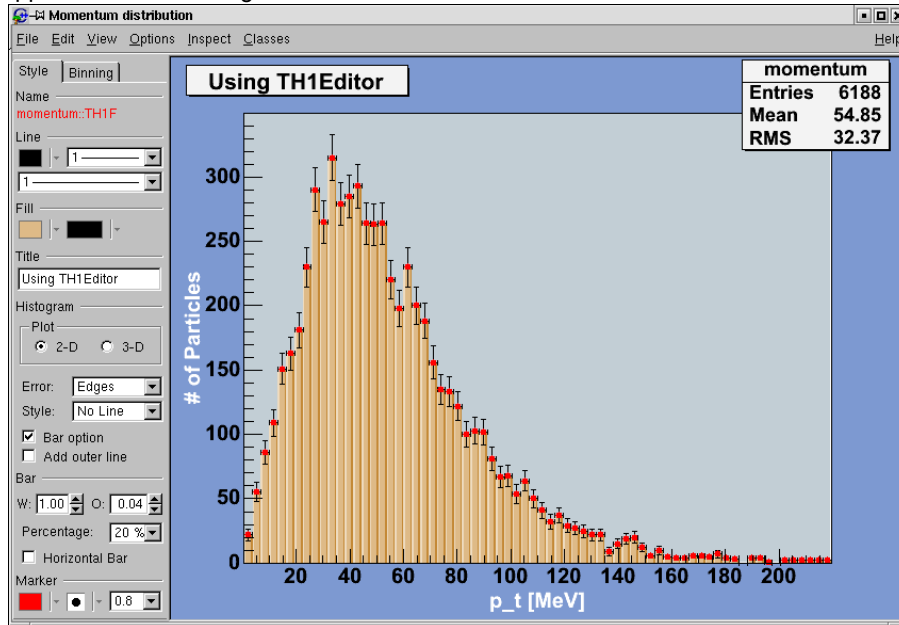 Momentum distribution
File Edit View Options Inspect Classes Help
Style Binning
Name
momentum::TH1F
Line
1
1
Fill
Title
Using TH1Editor
Histogram
Plot
2-D 3-D
Error: Edges
Style: No Line
Bar option
Add outer line
Bar
W: 1.00 O: 0.04
Percentage: 20 %
Horizontal Bar
Marker
0.8
Using TH1Editor
momentum
Entries 6188
Mean 54.85
RMS 32.37
# of Particles
300
250
200
150
100
50
0
20 40 60 80 100 120 140 160 180 200
p_t [MeV]